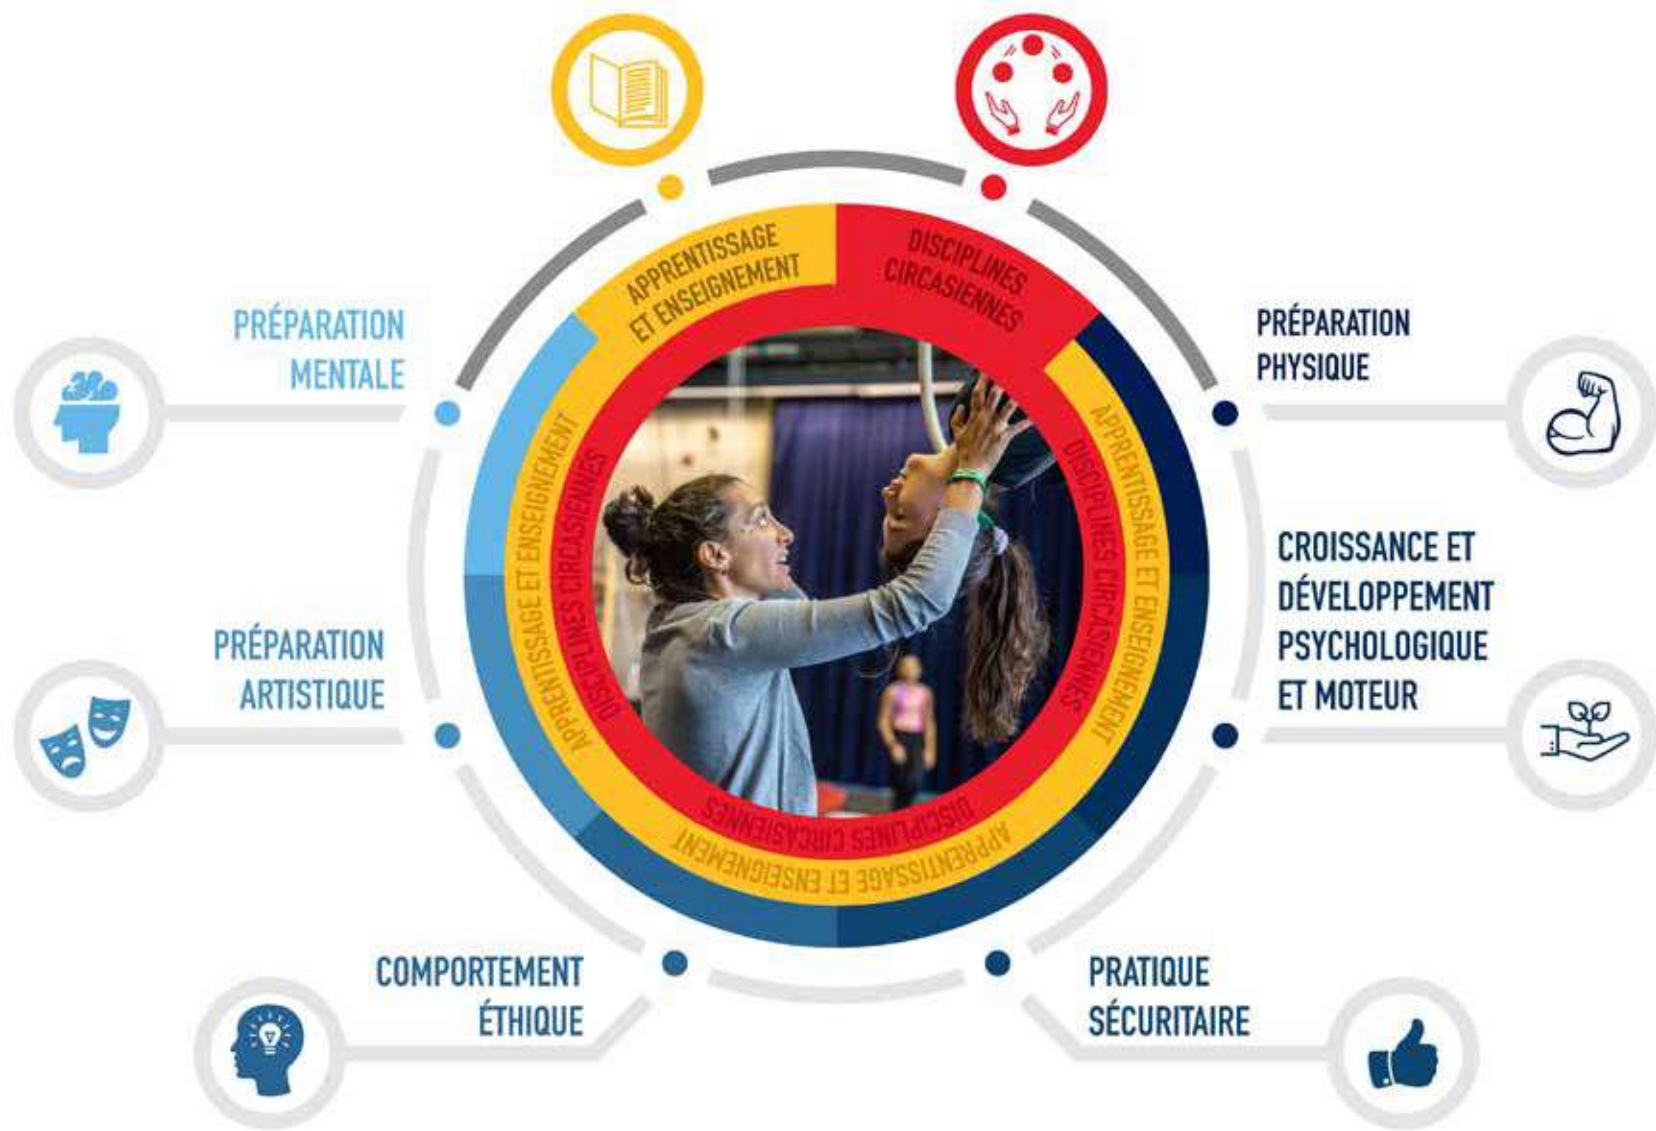 APPRENTISSAGE
ET ENSEIGNEMENT
DISCIPLINES
CIRCASIENNES
PRÉPARATION
MENTALE
PRÉPARATION
PHYSIQUE
APPRENTISSAGE ET ENSEIGNEMENT
DISCIPLINES CIRCASIENNES
DISCIPLINES CIRCASIENNES
APPRENTISSAGE ET ENSEIGNEMENT
CROISSANCE ET
DÉVELOPPEMENT
PSYCHOLOGIQUE
ET MOTEUR
PRÉPARATION
ARTISTIQUE
DISCIPLINES CIRCASIENNES
APPRENTISSAGE ET ENSEIGNEMENT
COMPORTEMENT
ÉTHIQUE
PRATIQUE
SÉCURITAIRE